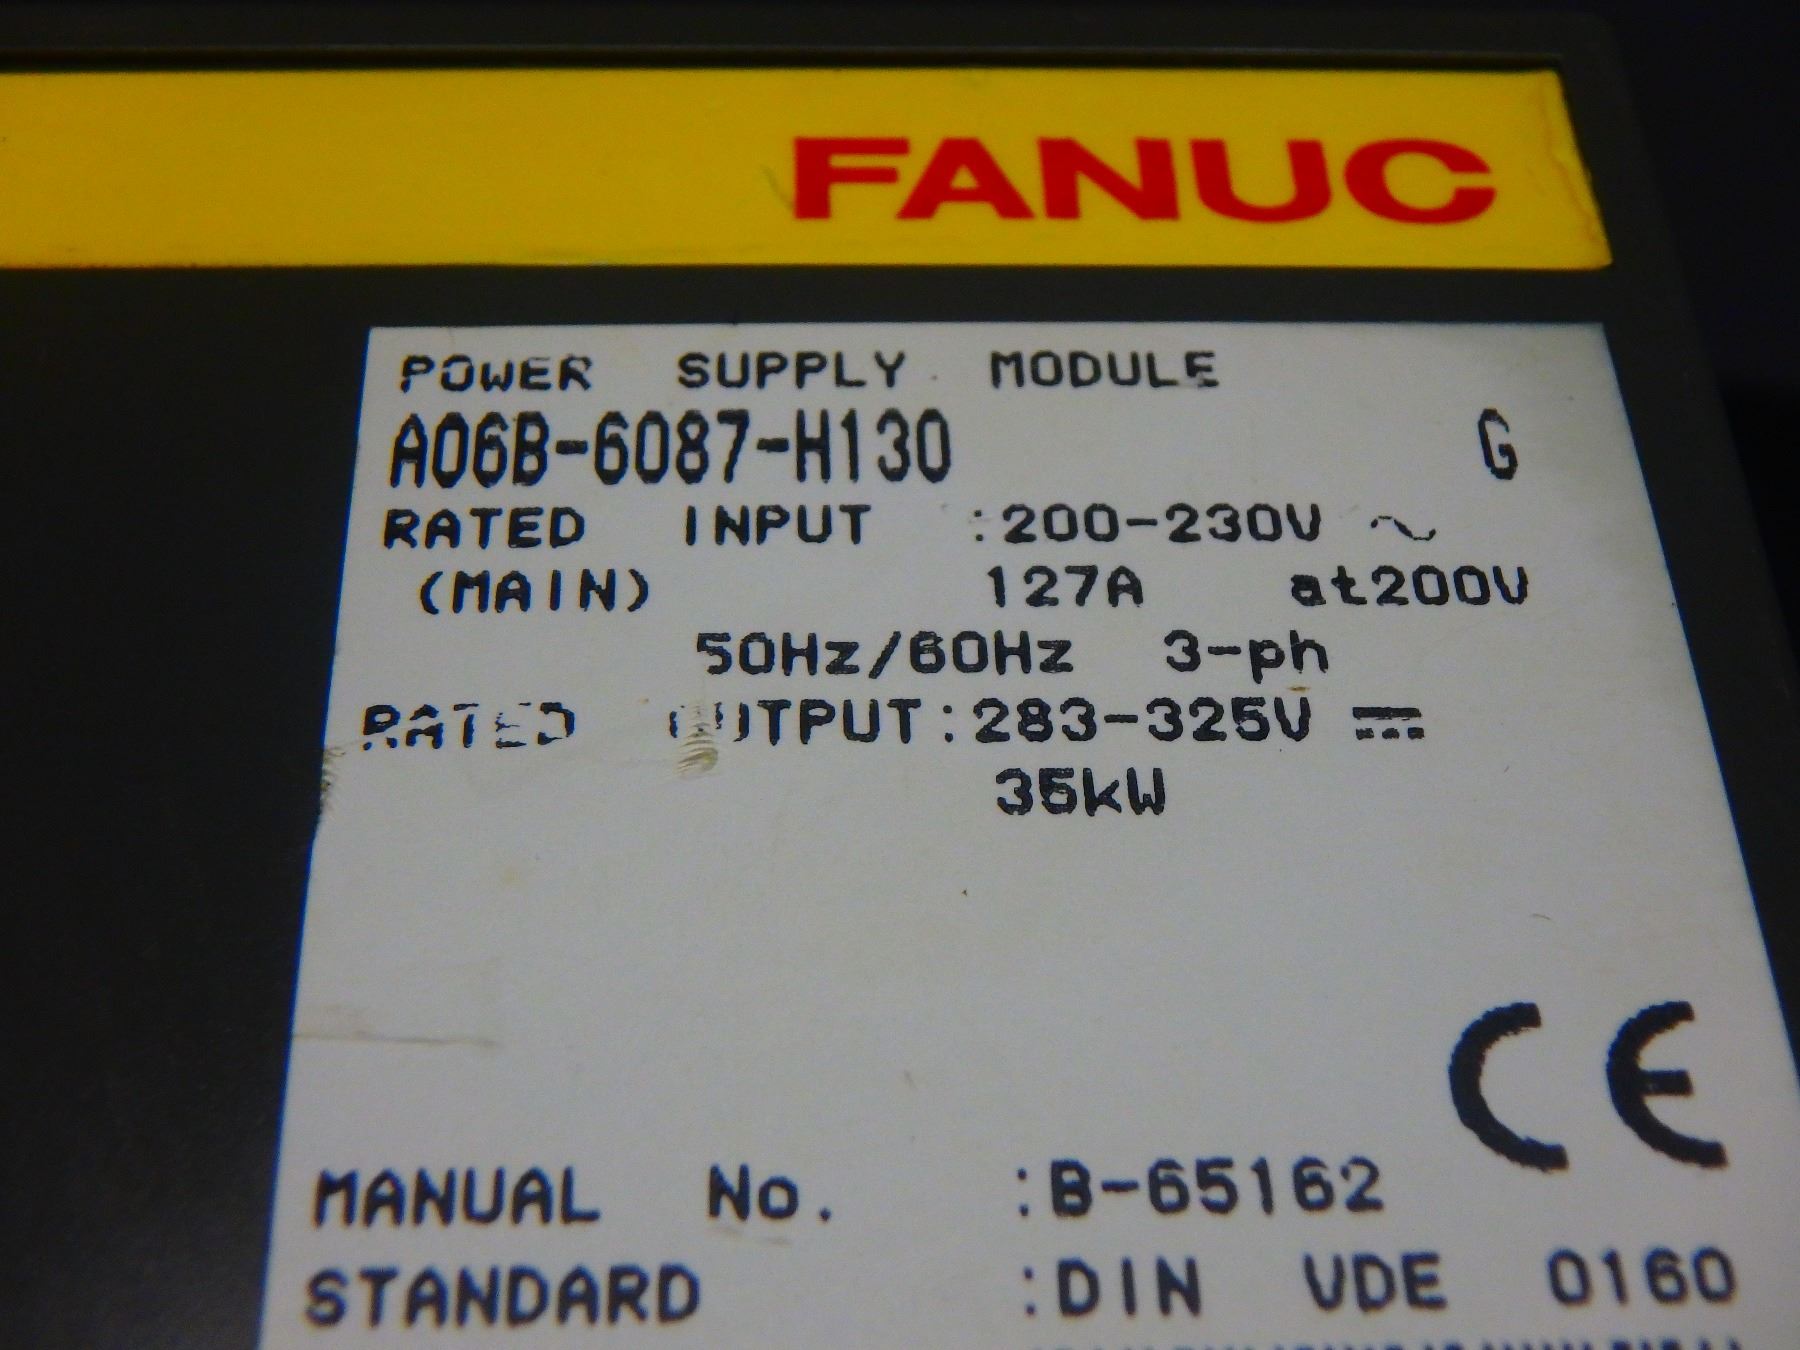 FANUC
POWER SUPPLY MODULE
A06B-6087-H130 G
RATED INPUT :200-230V ~
(MAIN) 127A at200V
50Hz/60Hz 3-ph
RATED OUTPUT:283-325V ⎓
35kW
CE
MANUAL No. :B-65162
STANDARD :DIN VDE 0160